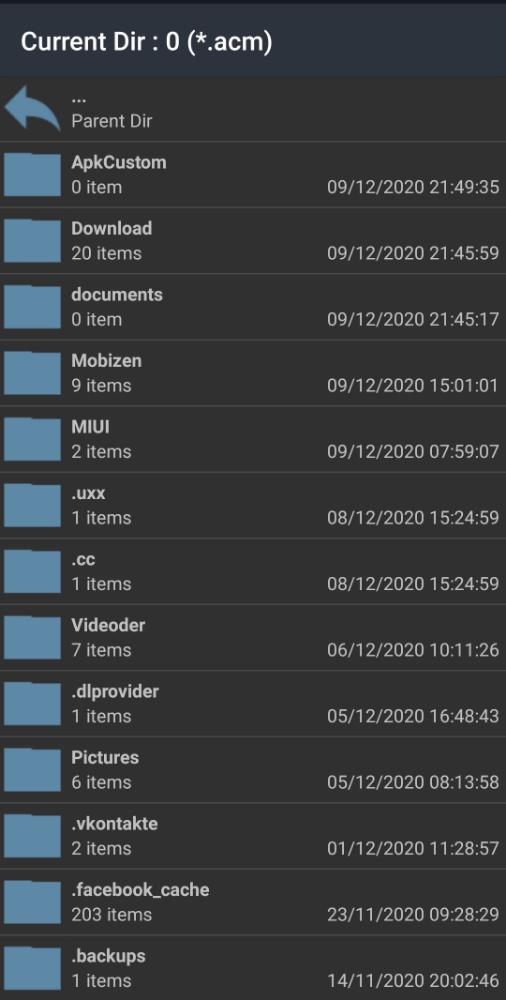 Current Dir : 0 (*.acm)
...
Parent Dir
ApkCustom
0 item 09/12/2020 21:49:35
Download
20 items 09/12/2020 21:45:59
documents
0 item 09/12/2020 21:45:17
Mobizen
9 items 09/12/2020 15:01:01
MIUI
2 items 09/12/2020 07:59:07
.uxx
1 items 08/12/2020 15:24:59
.cc
1 items 08/12/2020 15:24:59
Videoder
7 items 06/12/2020 10:11:26
.dlprovider
1 items 05/12/2020 16:48:43
Pictures
6 items 05/12/2020 08:13:58
.vkontakte
2 items 01/12/2020 11:28:57
.facebook_cache
203 items 23/11/2020 09:28:29
.backups
1 items 14/11/2020 20:02:46